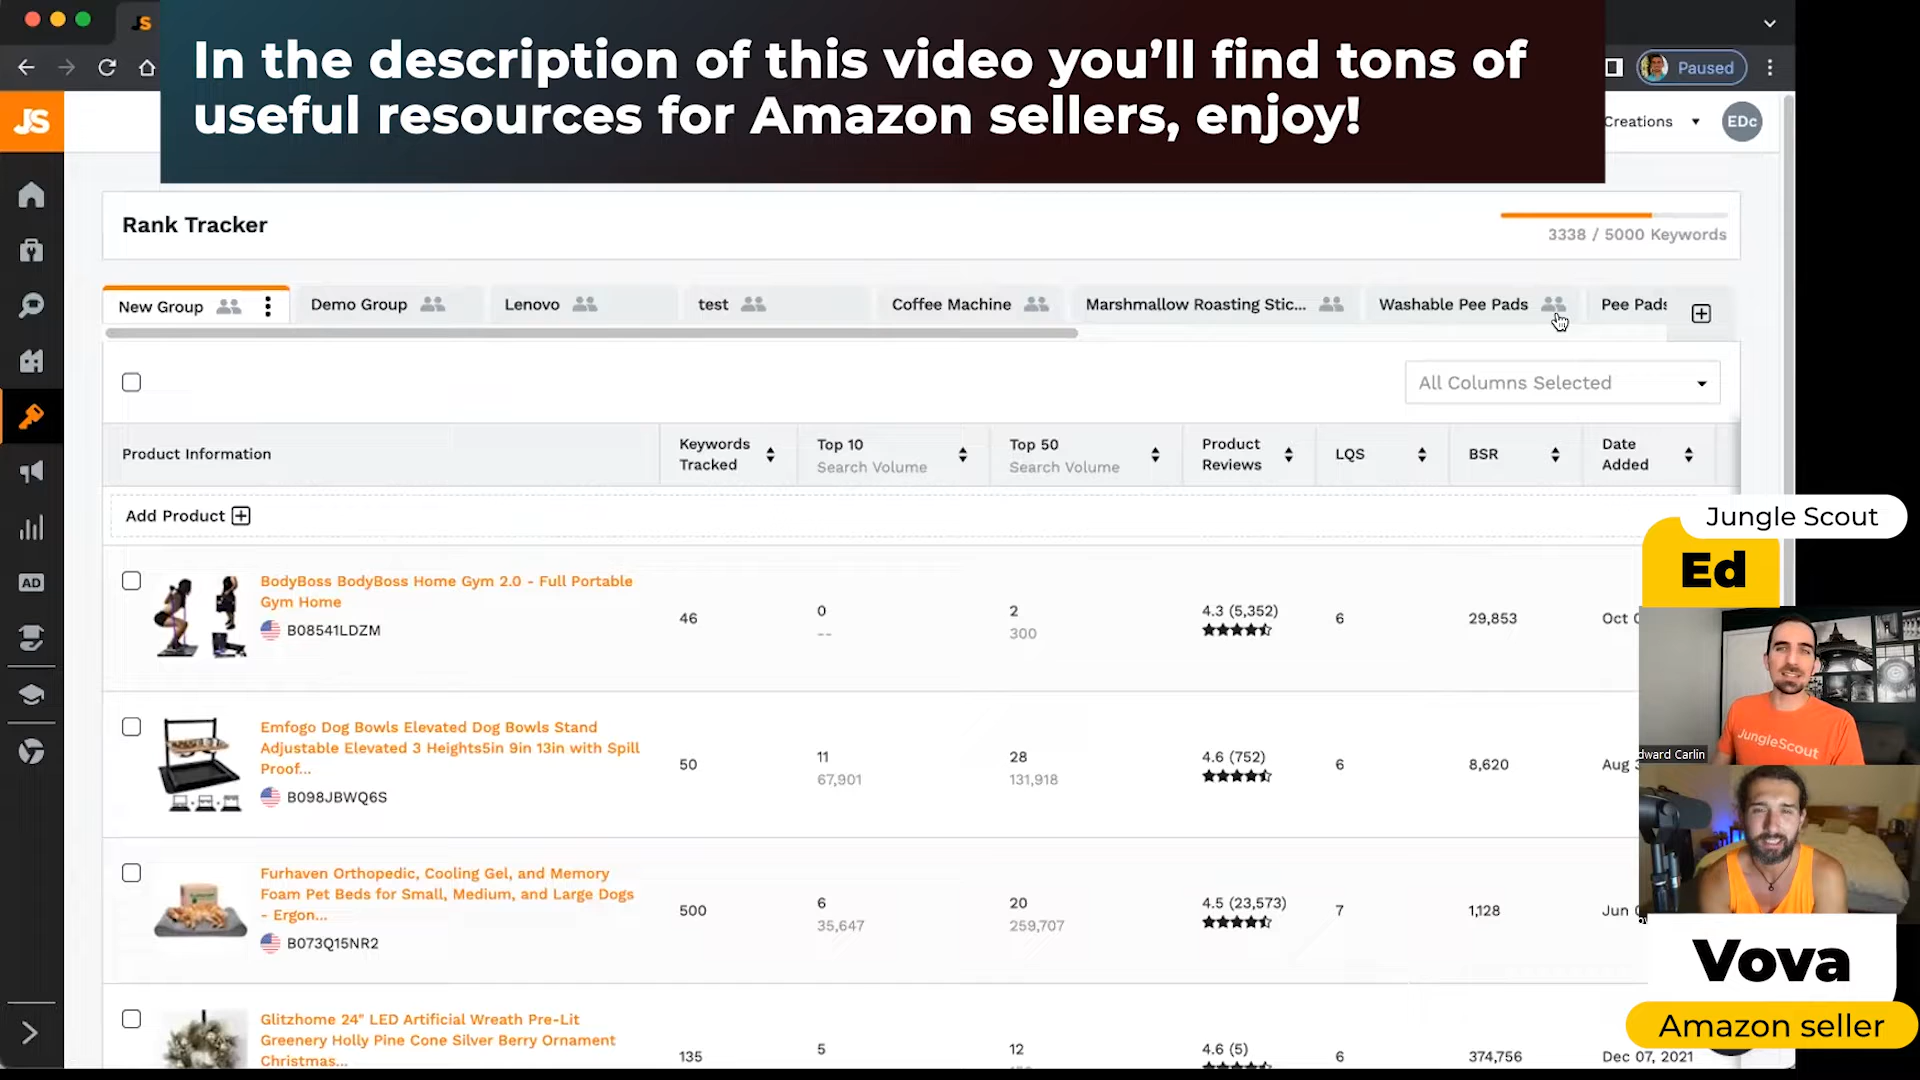 In the description of this video you’ll find tons of
useful resources for Amazon sellers, enjoy!
JS
Paused
JS
Creations
EDc
Rank Tracker
3338 / 5000 Keywords
New Group
Demo Group
Lenovo
test
Coffee Machine
Marshmallow Roasting Stic...
Washable Pee Pads
Pee Pads
All Columns Selected
Product Information
Keywords
Tracked
Top 10
Search Volume
Top 50
Search Volume
Product
Reviews
LQS
BSR
Date
Added
Add Product
BodyBoss BodyBoss Home Gym 2.0 - Full Portable
Gym Home
B08541LDZM
46
0
--
2
300
4.3 (5,352)
6
29,853
Oct
Emfogo Dog Bowls Elevated Dog Bowls Stand
Adjustable Elevated 3 Heights5in 9in 13in with Spill
Proof...
B098JBWQ6S
50
11
67,901
28
131,918
4.6 (752)
6
8,620
Aug
Furhaven Orthopedic, Cooling Gel, and Memory
Foam Pet Beds for Small, Medium, and Large Dogs
- Ergon...
B073Q15NR2
500
6
35,647
20
259,707
4.5 (23,573)
7
1,128
Jun
Glitzhome 24" LED Artificial Wreath Pre-Lit
Greenery Holly Pine Cone Silver Berry Ornament
Christmas...
135
5
12
4.6 (5)
6
374,756
Dec 07, 2021
AD
Jungle Scout
Ed
JungleScout
dward Carlin
Vova
Amazon seller